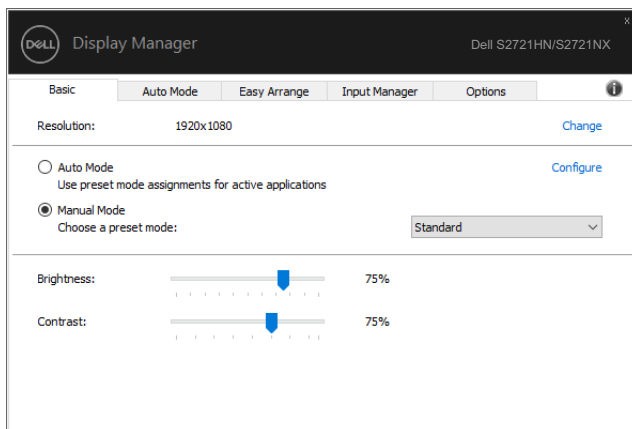 x
DELL Display Manager Dell S2721HN/S2721NX
Basic Auto Mode Easy Arrange Input Manager Options i
Resolution: 1920x1080 Change
Auto Mode Configure
Use preset mode assignments for active applications
Manual Mode
Choose a preset mode: Standard
Brightness: 75%
Contrast: 75%